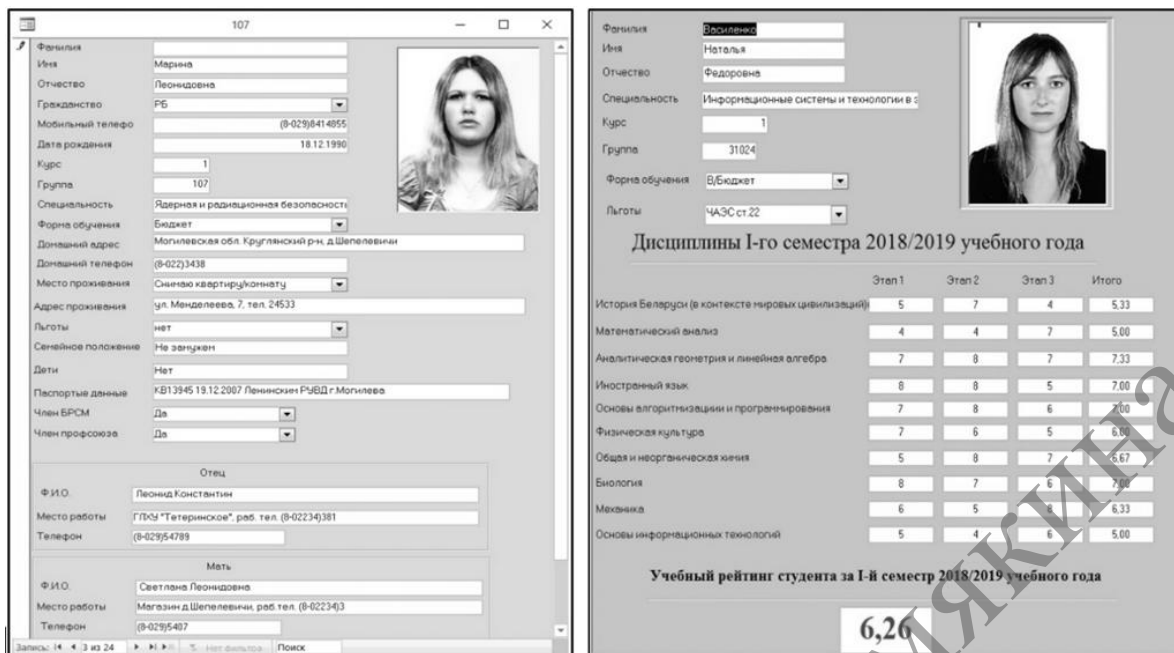 107
Фамилия
Имя Марина
Отчество Леонидовна
Гражданство РБ
Мобильный телефо (8-029)8414855
Дата рождения 18.12.1990
Курс 1
Группа 107
Специальность Ядерная и радиационная безопасность
Форма обучения Бюджет
Домашний адрес Могилевская обл. Круглянский р-н, д.Шепелевичи
Домашний телефон (8-022)3438
Место проживания Снимаю квартиру/комнату
Адрес проживания ул. Менделеева, 7, тел. 24533
Льготы нет
Семейное положение Не замужем
Дети Нет
Паспортые данные КВ13945 19.12.2007 Ленинским РУВД г.Могилева
Член БРСМ Да
Член профсоюза Да
Отец
Ф.И.О. Леонид Константин
Место работы ГЛХУ "Тетеринское", раб. тел. (8-02234)381
Телефон (8-029)54789
Мать
Ф.И.О. Светлана Леонидовна
Место работы Магазин д.Шепелевичи, раб.тел. (8-02234)3
Телефон (8-029)5407
Запись: 3 из 24 Нет фильтра Поиск
Фамилия Василенко
Имя Наталья
Отчество Федоровна
Специальность Информационные системы и технологии в з
Курс 1
Группа 31024
Форма обучения В/Бюджет
Льготы ЧАЭС ст.22
Дисциплины I-го семестра 2018/2019 учебного года
Этап 1 Этап 2 Этап 3 Итого
История Беларуси (в контексте мировых цивилизаций) 5 7 4 5,33
Математический анализ 4 4 7 5,00
Аналитическая геометрия и линейная алгебра 7 8 7 7,33
Иностранный язык 8 8 5 7,00
Основы алгоритмизациии и программирования 7 8 6 7,00
Физическая культура 7 6 5 6,00
Общая и неорганическая химия 5 8 7 6,67
Биология 8 7 6 7,00
Механика 6 5 8 6,33
Основы информационных технологий 5 4 6 5,00
Учебный рейтинг студента за I-й семестр 2018/2019 учебного года
6,26
МЯКИНА